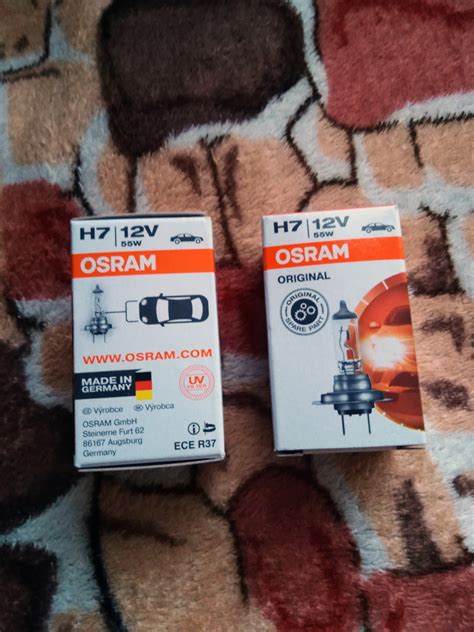 H7 12V
55W
OSRAM
WWW.OSRAM.COM
MADE IN
GERMANY
UV
FILTER
Výrobce
Výrobca
OSRAM GmbH
Steinerne Furt 62
86167 Augsburg
Germany
ECE R37
H7 12V
55W
OSRAM
ORIGINAL
ORIGINAL
SPARE PART